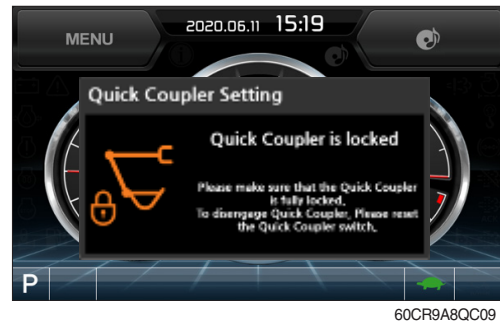 MENU
2020.06.11 15:19
Quick Coupler Setting
Quick Coupler is locked
Please make sure that the Quick Coupler
is fully locked.
To disengage Quick Coupler, Please reset
the Quick Coupler switch.
P
60CR9A8QC09